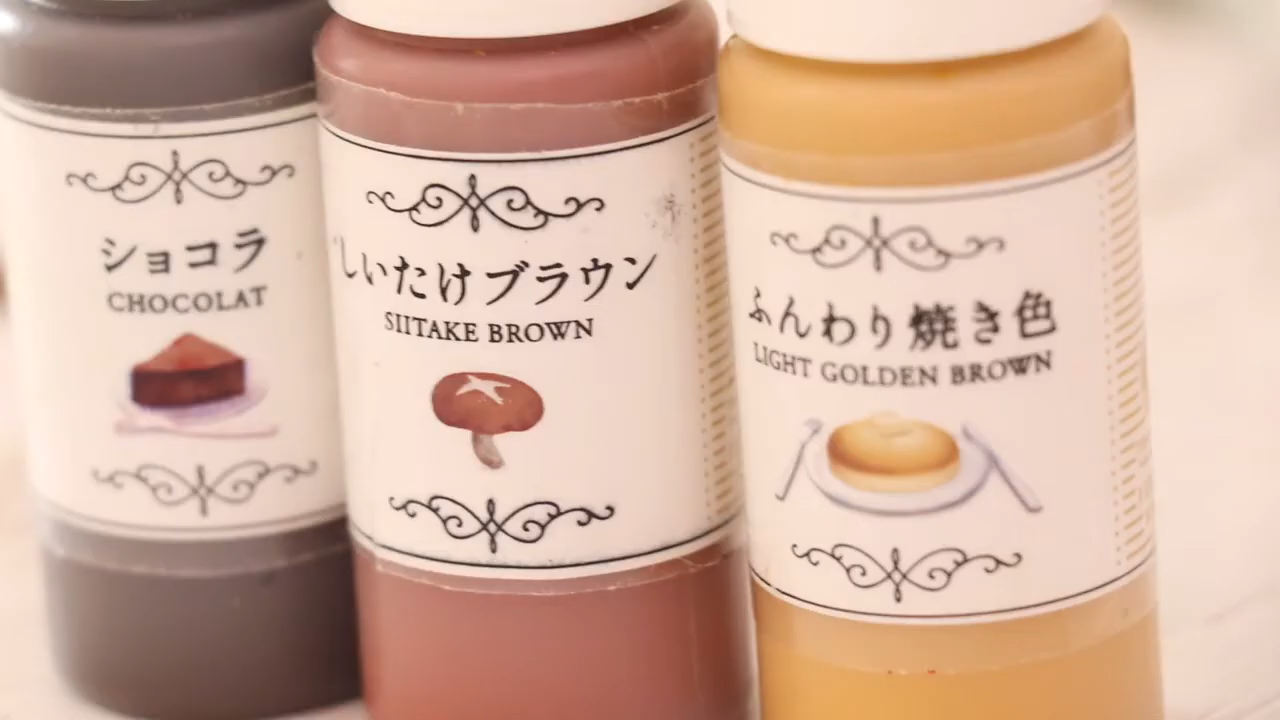 ショコラ
CHOCOLAT
しいたけブラウン
SIITAKE BROWN
ふんわり焼き色
LIGHT GOLDEN BROWN